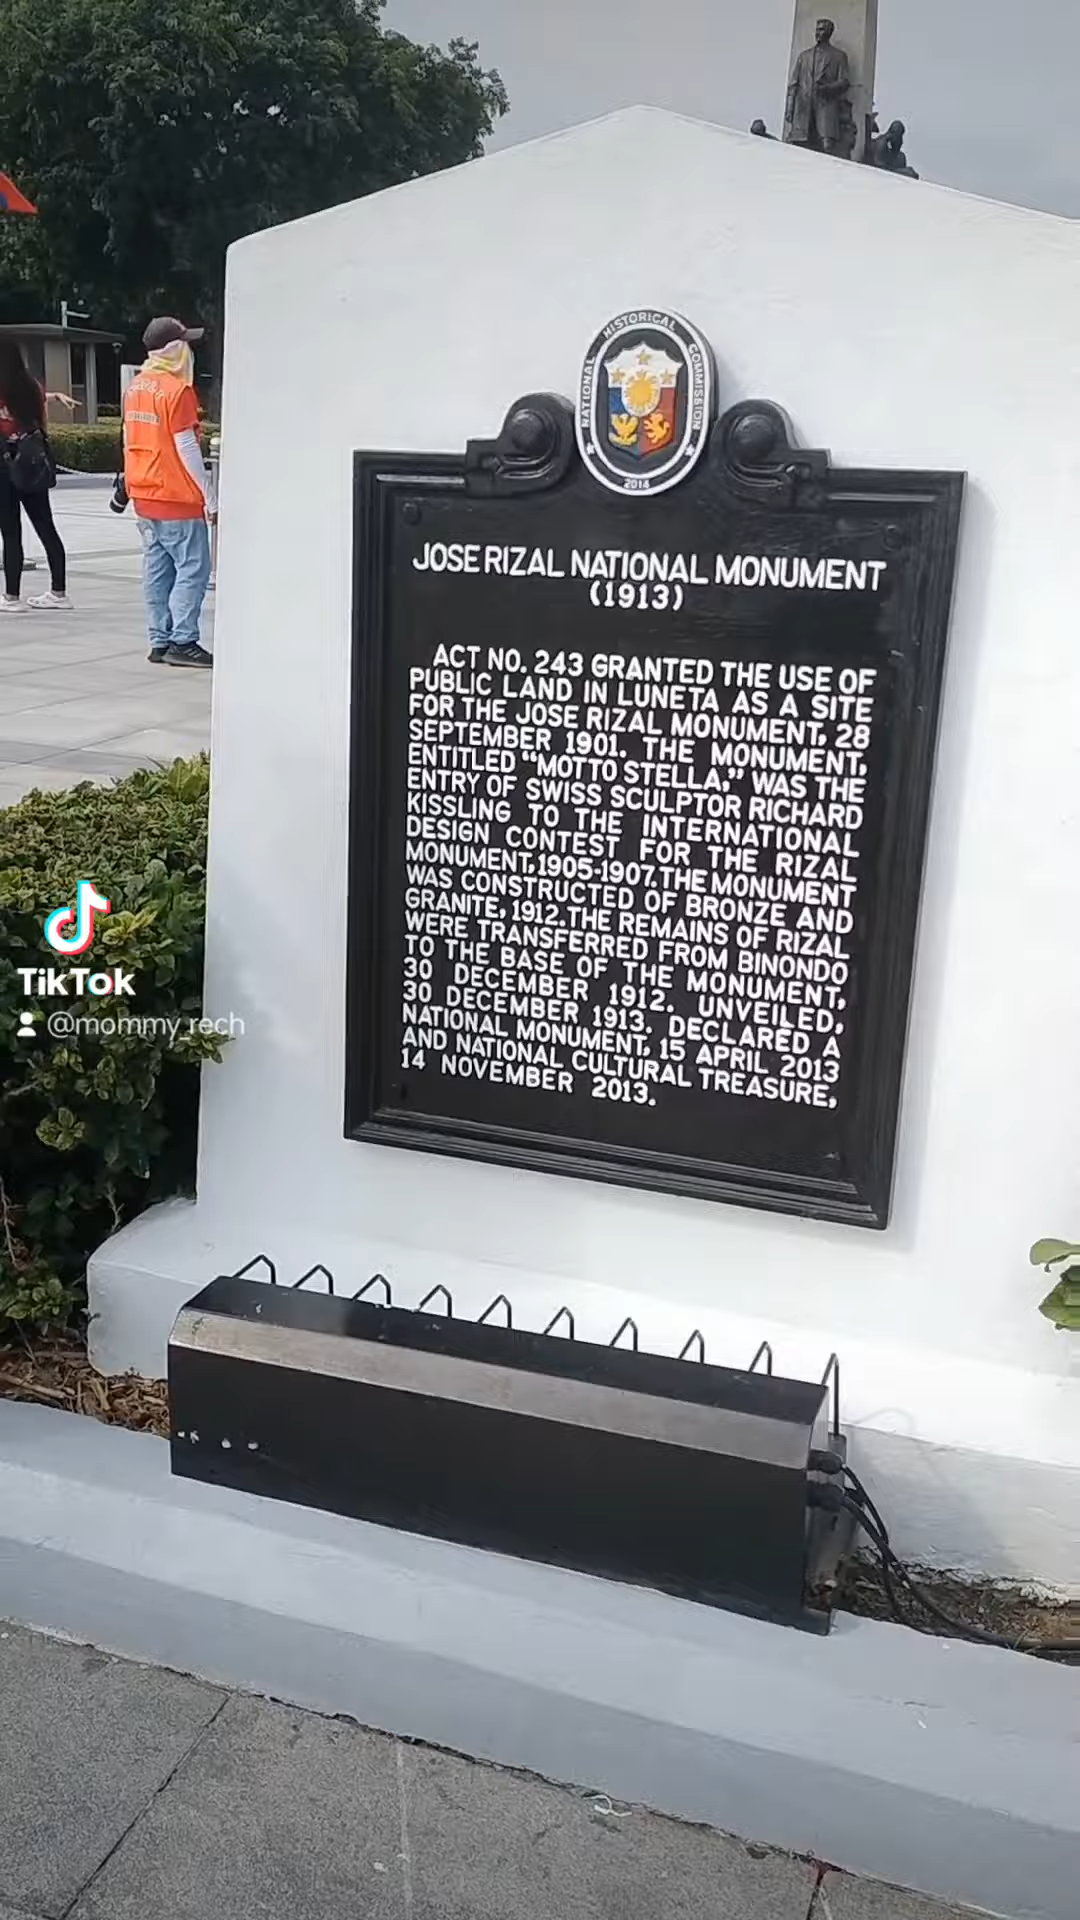 NATIONAL HISTORICAL COMMISSION
2014
JOSE RIZAL NATIONAL MONUMENT
(1913)
ACT NO. 243 GRANTED THE USE OF
PUBLIC LAND IN LUNETA AS A SITE
FOR THE JOSE RIZAL MONUMENT, 28
SEPTEMBER 1901. THE MONUMENT,
ENTITLED "MOTTO STELLA," WAS THE
ENTRY OF SWISS SCULPTOR RICHARD
KISSLING TO THE INTERNATIONAL
DESIGN CONTEST FOR THE RIZAL
MONUMENT, 1905-1907. THE MONUMENT
WAS CONSTRUCTED OF BRONZE AND
GRANITE, 1912. THE REMAINS OF RIZAL
WERE TRANSFERRED FROM BINONDO
TO THE BASE OF THE MONUMENT,
30 DECEMBER 1912. UNVEILED,
30 DECEMBER 1913. DECLARED A
NATIONAL MONUMENT, 15 APRIL 2013
AND NATIONAL CULTURAL TREASURE,
14 NOVEMBER 2013.
TikTok
@mommy_rech